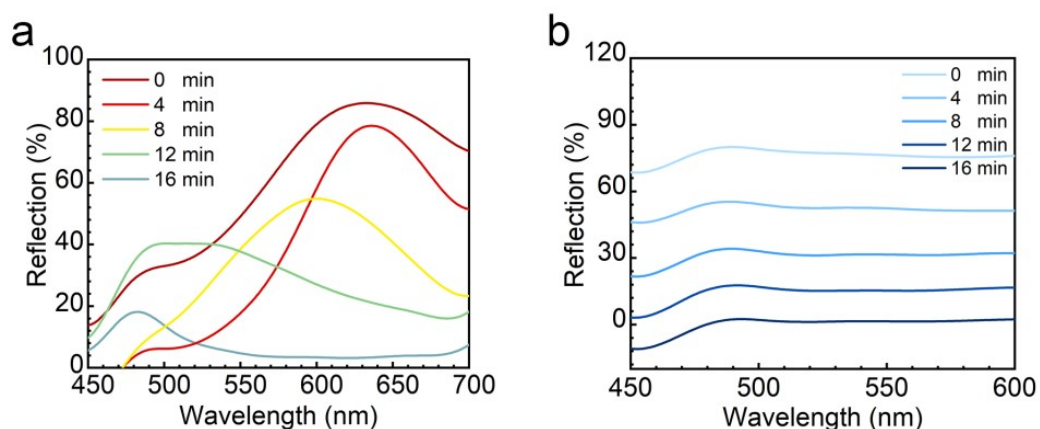 a
100
80
60
40
20
0
Reflection (%)
0 min
4 min
8 min
12 min
16 min
450 500 550 600 650 700
Wavelength (nm)
b
120
90
60
30
0
Reflection (%)
0 min
4 min
8 min
12 min
16 min
450 500 550 600
Wavelength (nm)